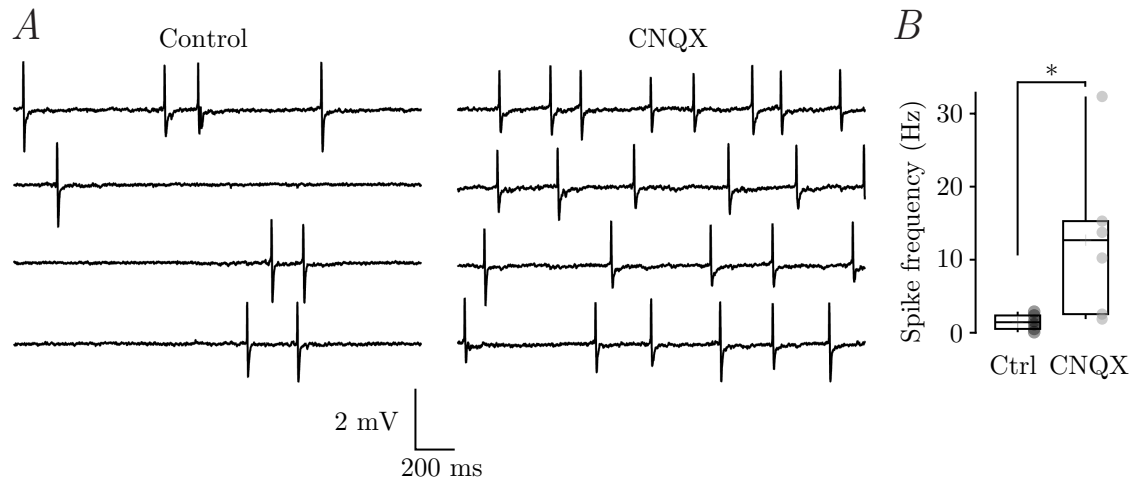 A
Control
CNQX
2 mV
200 ms
B
*
Spike frequency (Hz)
30
20
10
0
Ctrl
CNQX